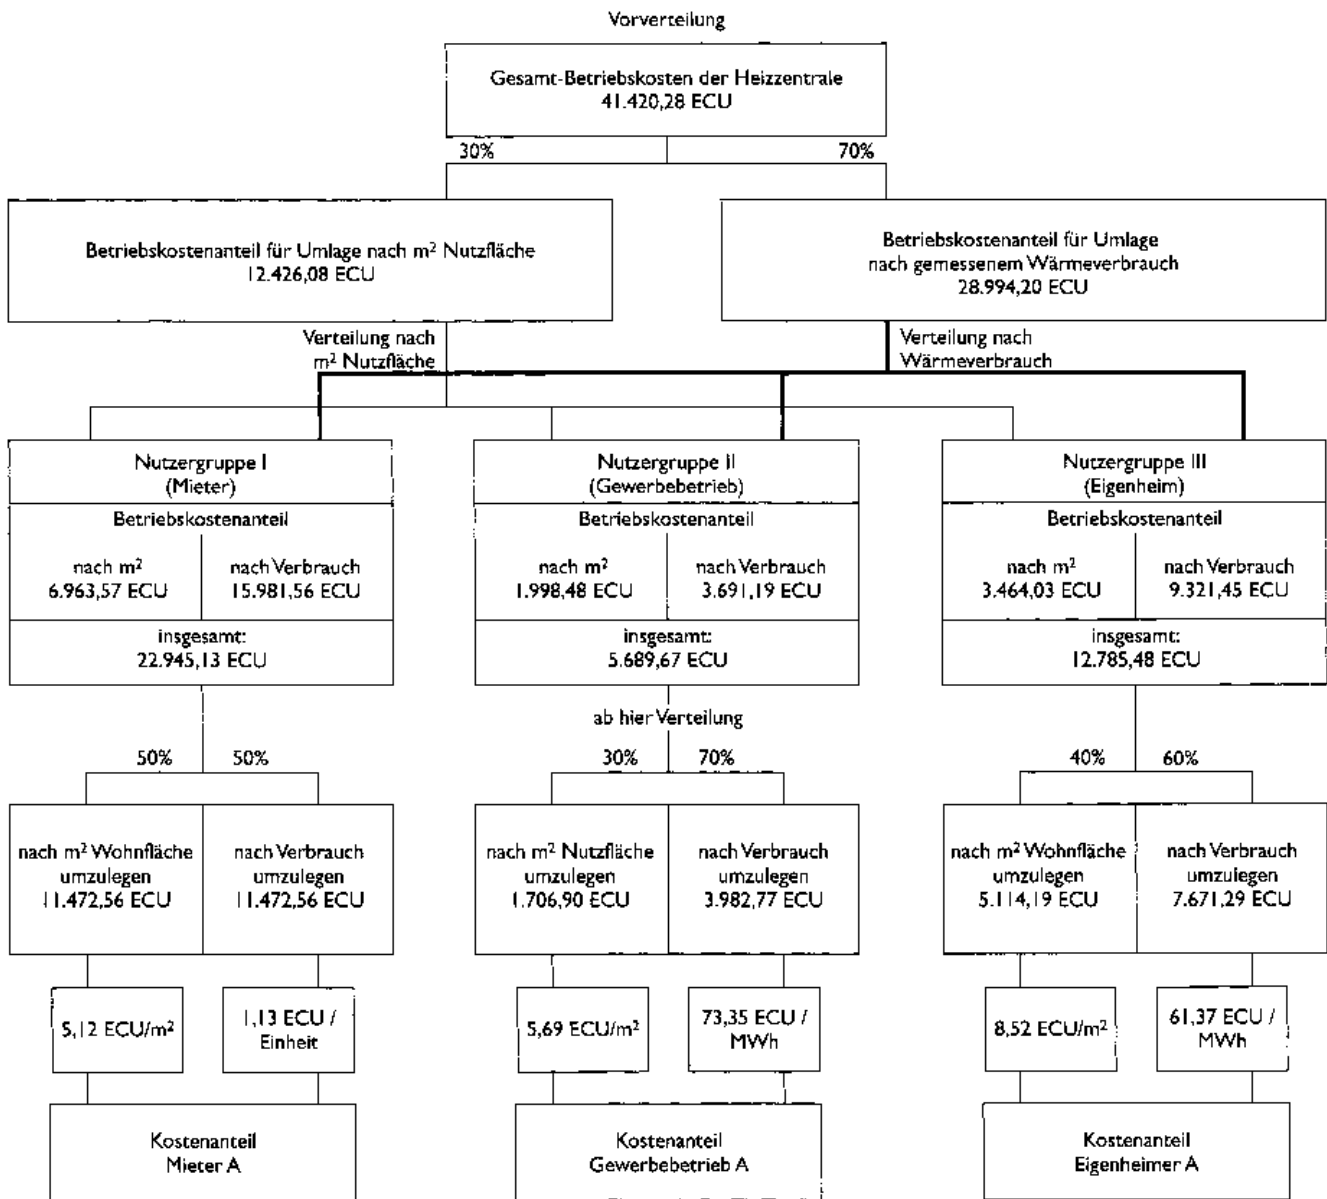 Vorverteilung
Gesamt-Betriebskosten der Heizzentrale
41.420,28 ECU
30%
70%
Betriebskostenanteil für Umlage nach m² Nutzfläche
12.426,08 ECU
Betriebskostenanteil für Umlage
nach gemessenem Wärmeverbrauch
28.994,20 ECU
Verteilung nach
m² Nutzfläche
Verteilung nach
Wärmeverbrauch
Nutzergruppe I
(Mieter)
Betriebskostenanteil
nach m²
6.963,57 ECU
nach Verbrauch
15.981,56 ECU
insgesamt:
22.945,13 ECU
Nutzergruppe II
(Gewerbebetrieb)
Betriebskostenanteil
nach m²
1.998,48 ECU
nach Verbrauch
3.691,19 ECU
insgesamt:
5.689,67 ECU
Nutzergruppe III
(Eigenheim)
Betriebskostenanteil
nach m²
3.464,03 ECU
nach Verbrauch
9.321,45 ECU
insgesamt:
12.785,48 ECU
ab hier Verteilung
50%
50%
30%
70%
40%
60%
nach m² Wohnfläche
umzulegen
11.472,56 ECU
nach Verbrauch
umzulegen
11.472,56 ECU
nach m² Nutzfläche
umzulegen
1.706,90 ECU
nach Verbrauch
umzulegen
3.982,77 ECU
nach m² Wohnfläche
umzulegen
5.114,19 ECU
nach Verbrauch
umzulegen
7.671,29 ECU
5,12 ECU/m²
1,13 ECU /
Einheit
5,69 ECU/m²
73,35 ECU /
MWh
8,52 ECU/m²
61,37 ECU /
MWh
Kostenanteil
Mieter A
Kostenanteil
Gewerbebetrieb A
Kostenanteil
Eigenheimer A